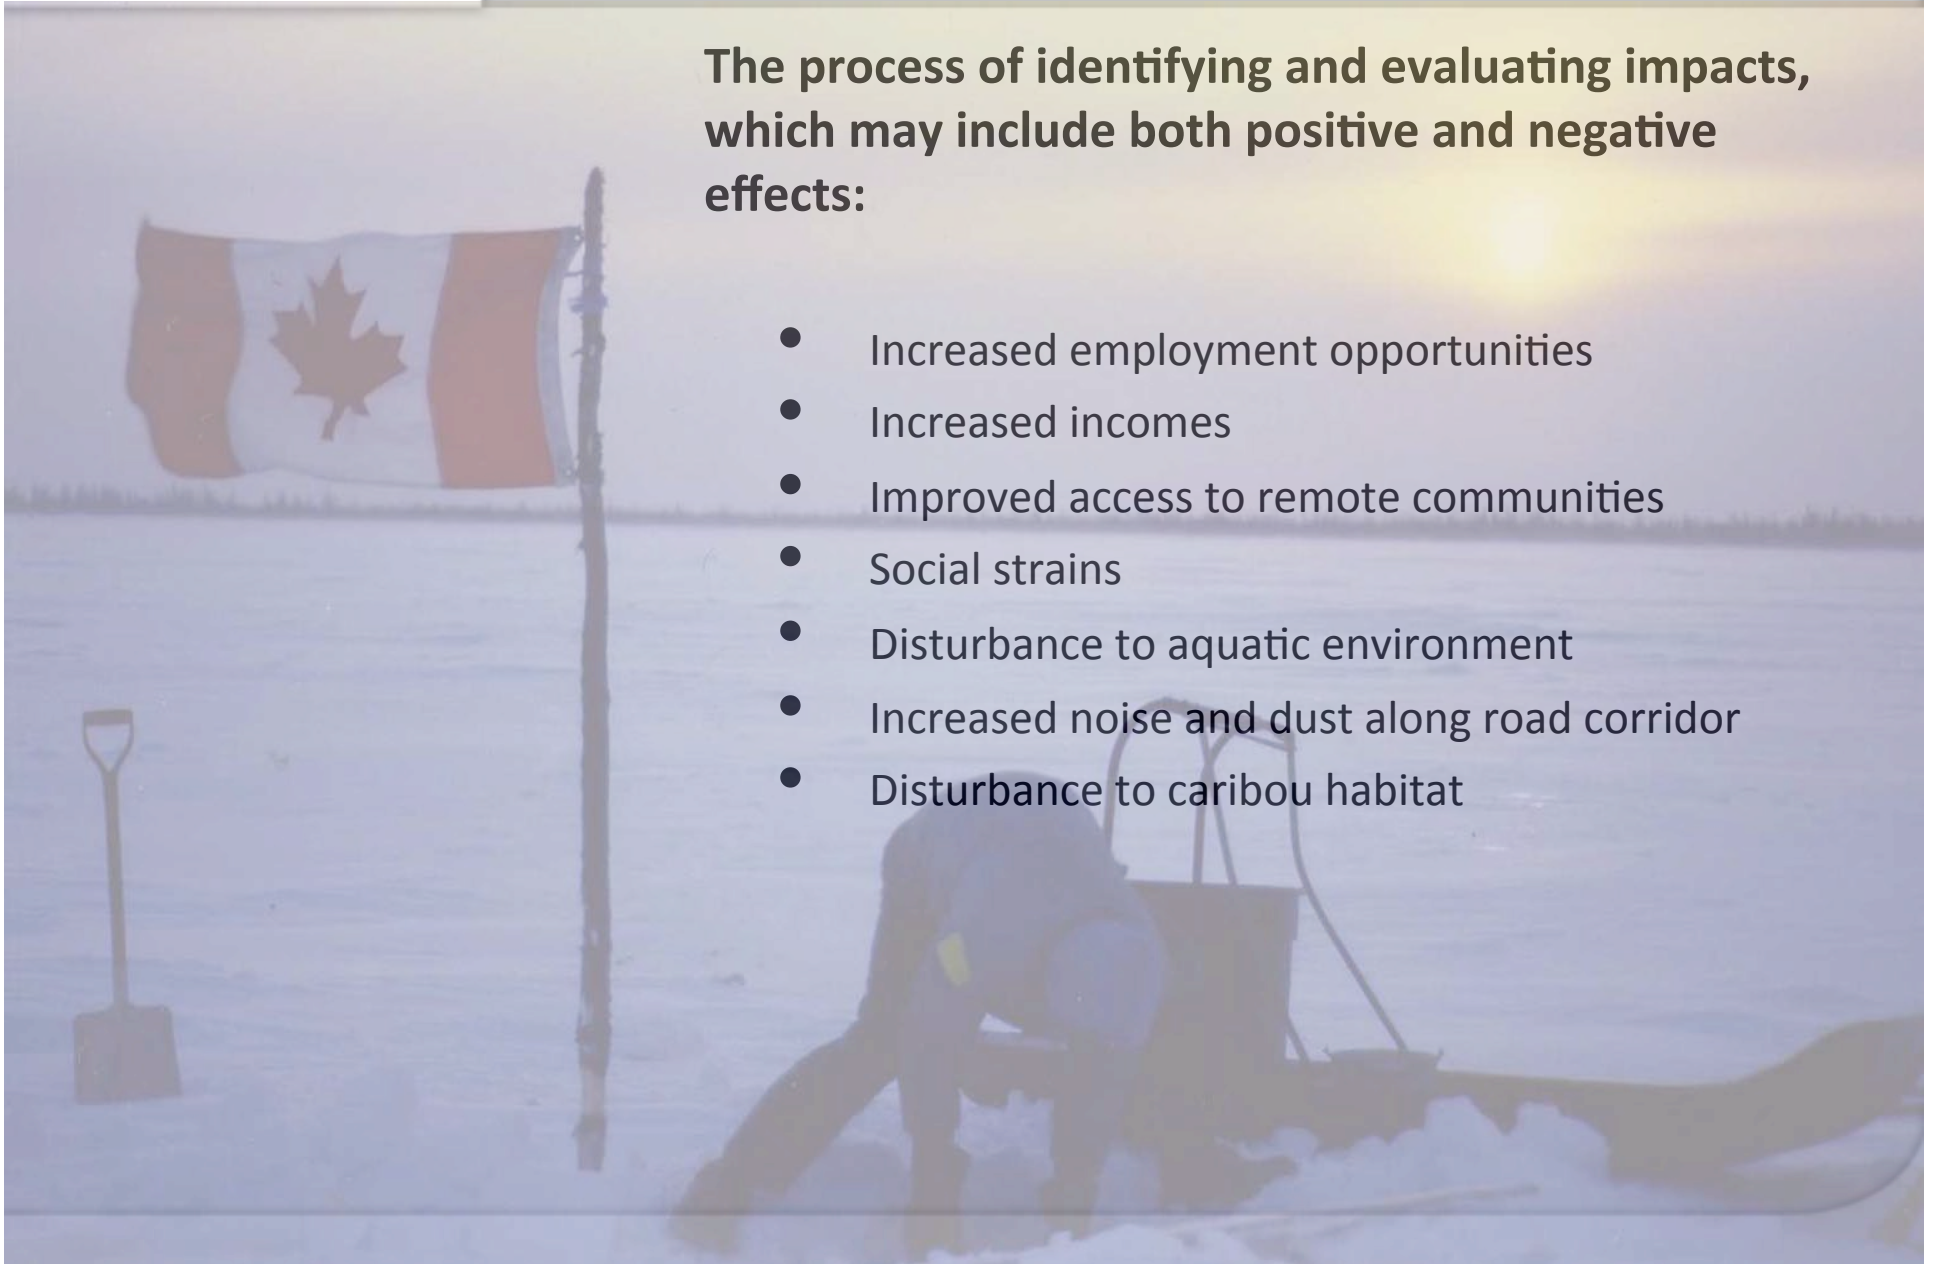 The process of identifying and evaluating impacts,
which may include both positive and negative
effects:
• Increased employment opportunities
• Increased incomes
• Improved access to remote communities
• Social strains
• Disturbance to aquatic environment
• Increased noise and dust along road corridor
• Disturbance to caribou habitat